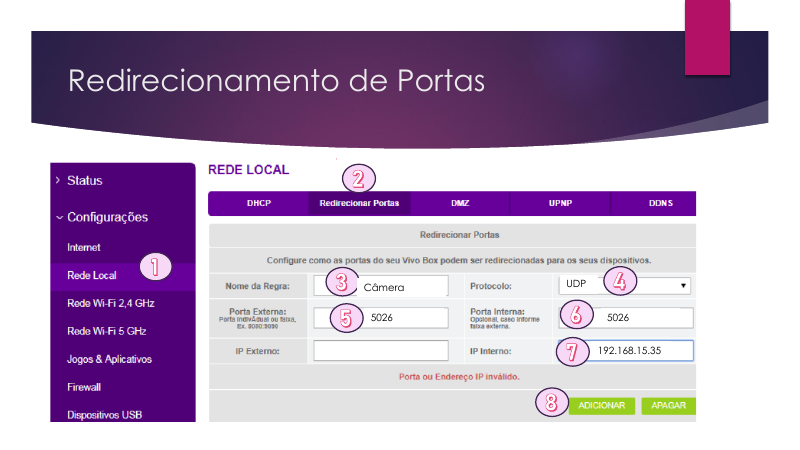 Redirecionamento de Portas
REDE LOCAL
2
Status
Configurações
Internet
Rede Local
1
Rede Wi-Fi 2,4 GHz
Rede Wi-Fi 5 GHz
Jogos & Aplicativos
Firewall
Dispositivos USB
DHCP Redirecionar Portas DMZ UPNP DDNS
Redirecionar Portas
Configure como as portas do seu Vivo Box podem ser redirecionadas para os seus dispositivos.
Nome da Regra: 3 Câmera Protocolo: UDP 4
Porta Externa: 5 5026 Porta Interna: 6 5026
Porta Individual ou faixa, Opcional, caso informe
Ex. 8080:8090 faixa externa.
IP Externo: IP Interno: 7 192.168.15.35
Porta ou Endereço IP inválido.
8 ADICIONAR APAGAR